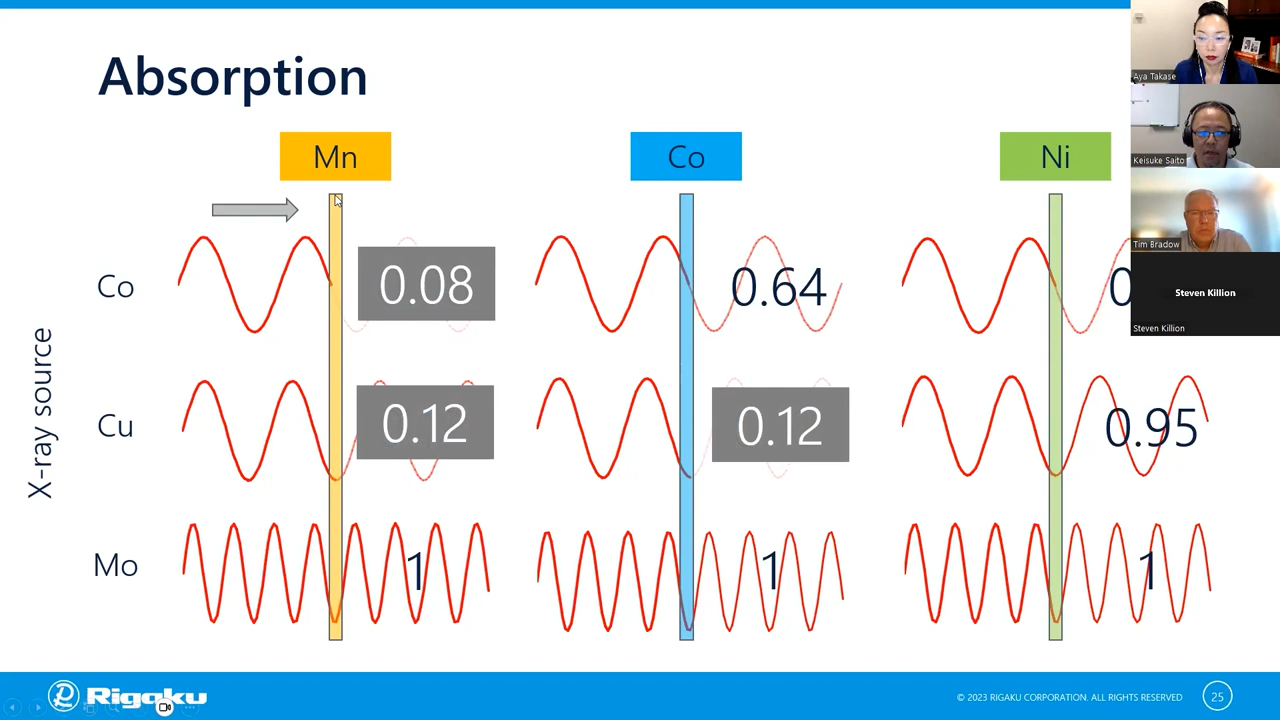 Absorption
Mn
Co
Ni
Co
0.08
0.64
0
Cu
0.12
0.12
0.95
Mo
1
1
1
X-ray source
Aya Takase
Keisuke Saito
Tim Bradow
Steven Killion
Steven Killion
Rigaku
© 2023 RIGAKU CORPORATION. ALL RIGHTS RESERVED
25